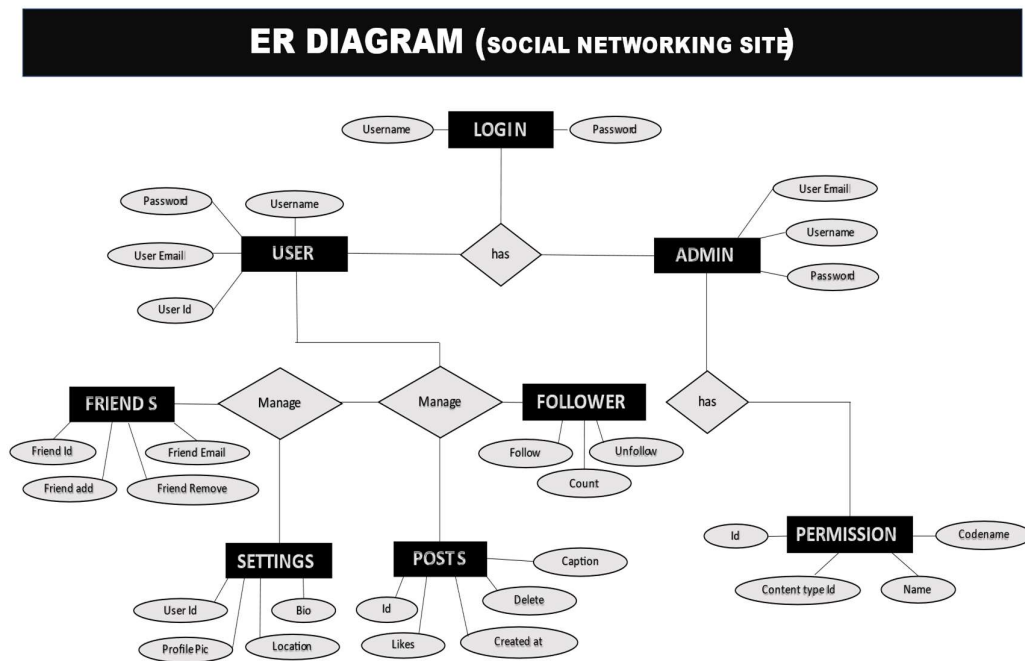 ER DIAGRAM (SOCIAL NETWORKING SITE)
Username
LOGIN
Password
Password
Username
User Email
User Email
USER
has
ADMIN
Username
User Id
Password
FRIEND S
Manage
Manage
FOLLOWER
has
Friend Id
Friend Email
Follow
Unfollow
Friend add
Friend Remove
Count
Id
PERMISSION
Codename
SETTINGS
POST S
Caption
Content type Id
Name
User Id
Bio
Id
Delete
Profile Pic
Location
Likes
Created at